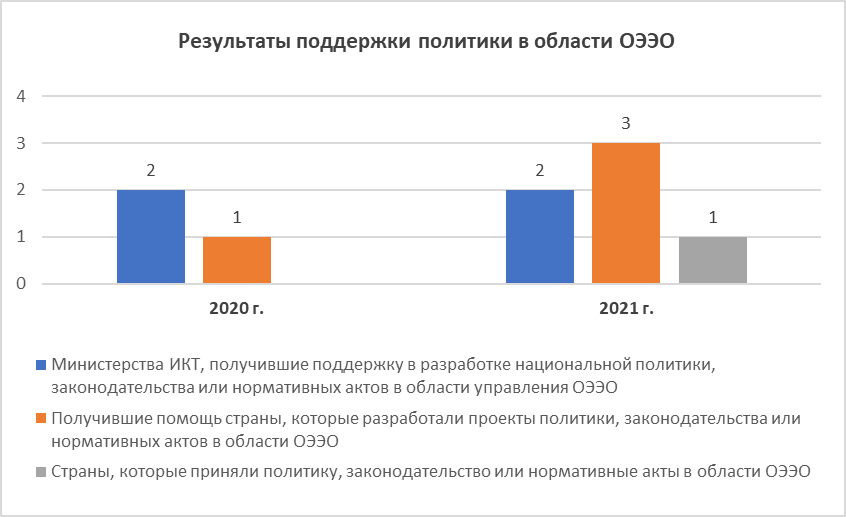 Результаты поддержки политики в области ОЭЭО
4
3
2
1
0
2
1
2
3
1
2020 г.
2021 г.
Министерства ИКТ, получившие поддержку в разработке национальной политики,
законодательства или нормативных актов в области управления ОЭЭО
Получившие помощь страны, которые разработали проекты политики, законодательства или
нормативных актов в области ОЭЭО
Страны, которые приняли политику, законодательство или нормативные акты в области ОЭЭО